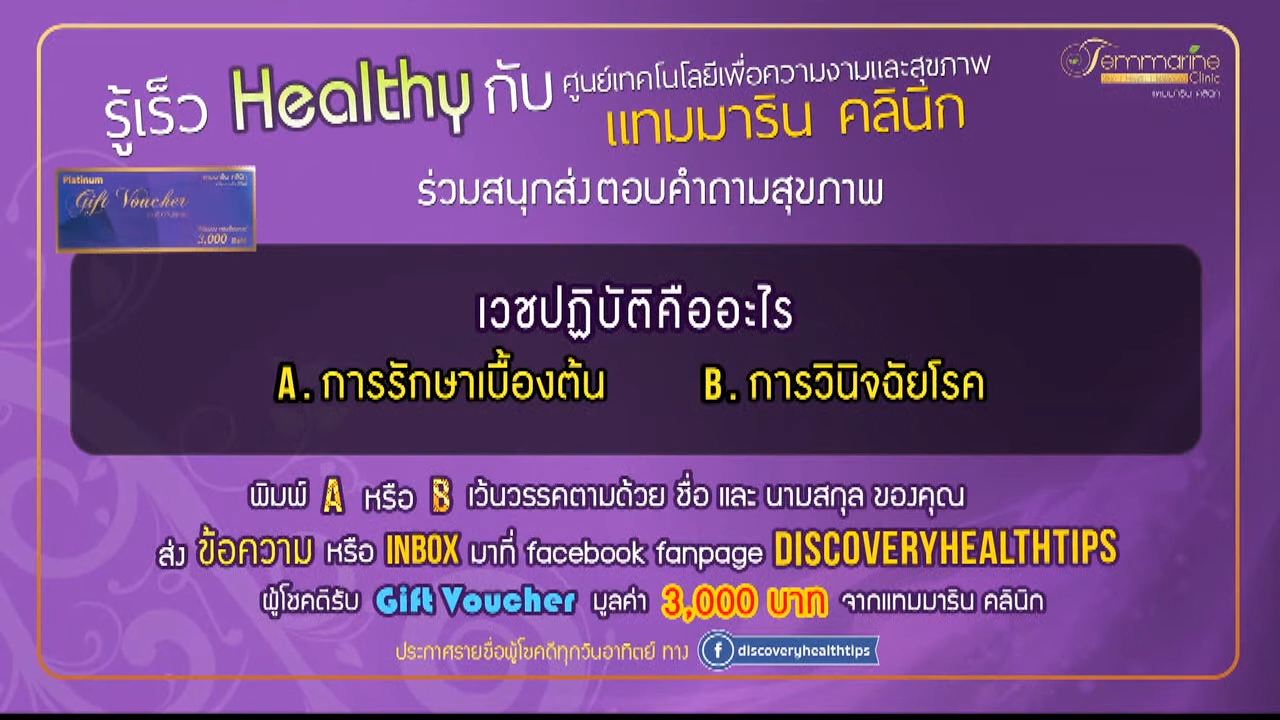 รู้เร็ว Healthy กับ ศูนย์เทคโนโลยีเพื่อความงามและสุขภาพ
แทมมาริน คลินิก
Temmarine
Clinic
แทมมาริน คลินิก
Platinum
Gift Voucher
3,000
ร่วมสนุกส่งตอบคำถามสุขภาพ
เวชปฏิบัติคืออะไร
A. การรักษาเบื้องต้น B. การวินิจฉัยโรค
พิมพ์ A หรือ B เว้นวรรคตามด้วย ชื่อ และ นามสกุล ของคุณ
ส่ง ข้อความ หรือ INBOX มาที่ facebook fanpage DISCOVERYHEALTHTIPS
ผู้โชคดีรับ Gift Voucher มูลค่า 3,000 บาท จากแทมมาริน คลินิก
ประกาศรายชื่อผู้โชคดีทุกวันอาทิตย์ ทาง f discoveryhealthtips